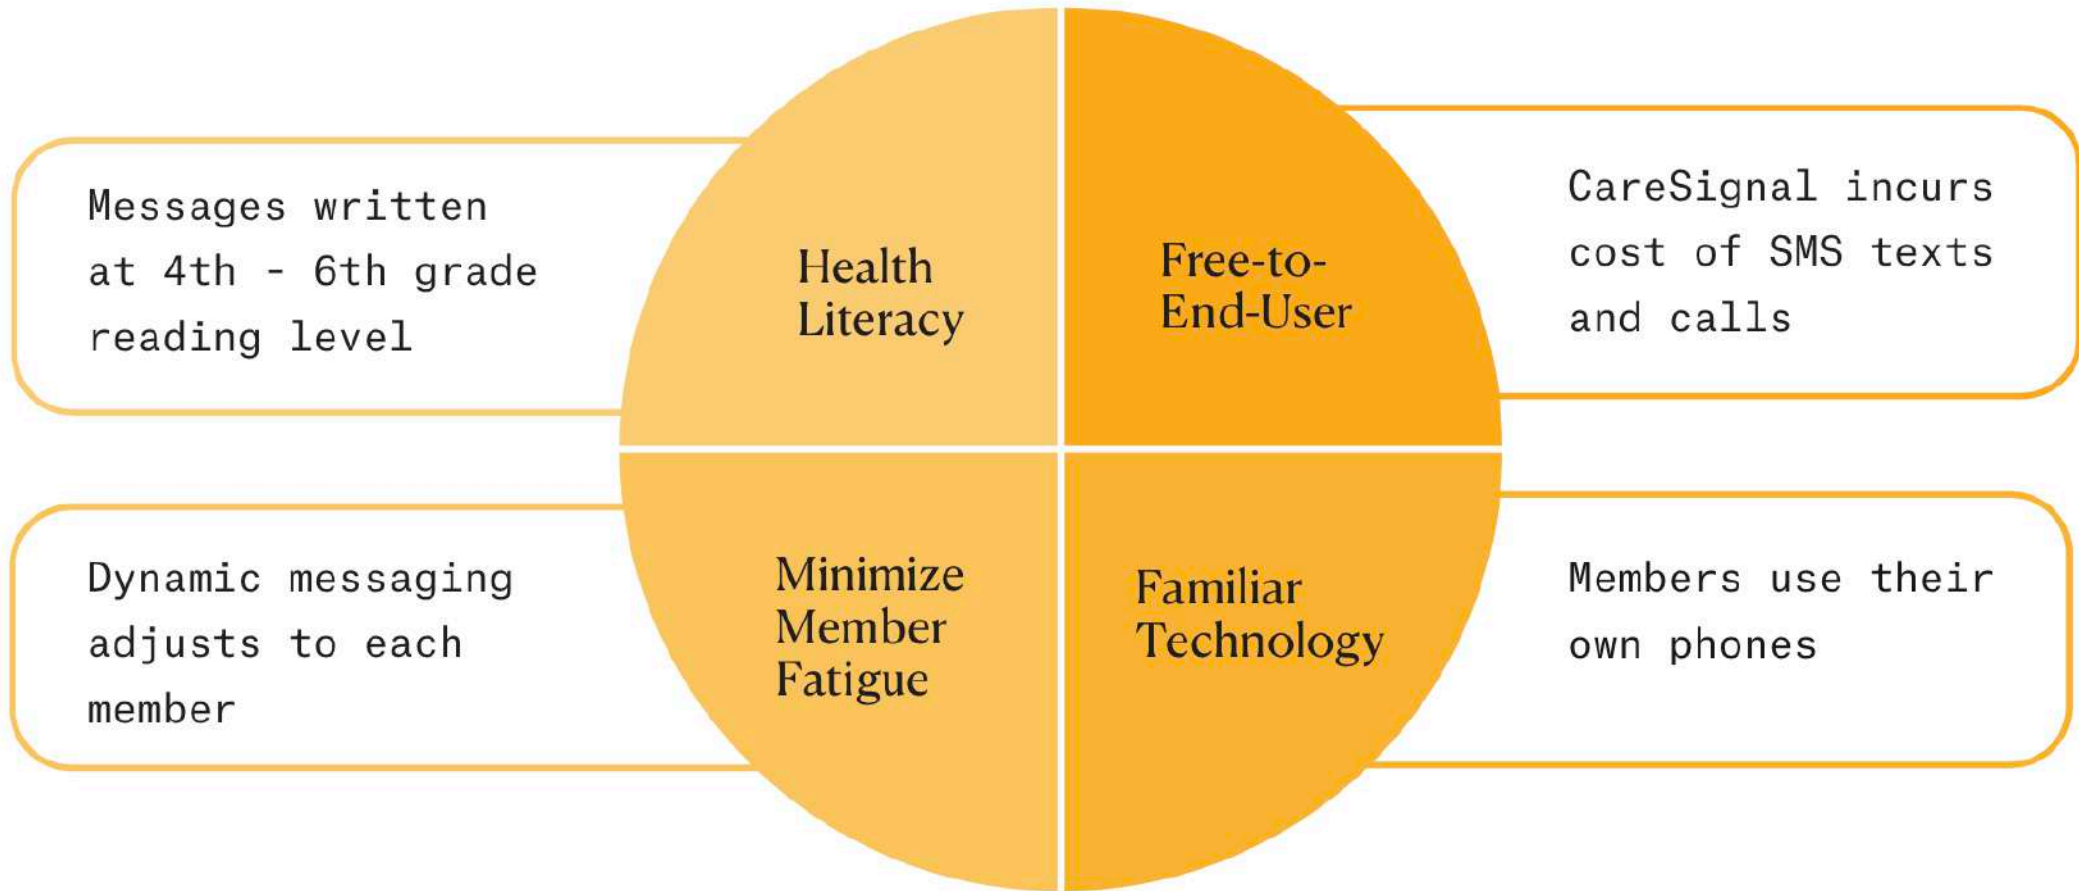 Messages written
at 4th - 6th grade
reading level
Health
Literacy
Free-to-
End-User
CareSignal incurs
cost of SMS texts
and calls
Dynamic messaging
adjusts to each
member
Minimize
Member
Fatigue
Familiar
Technology
Members use their
own phones